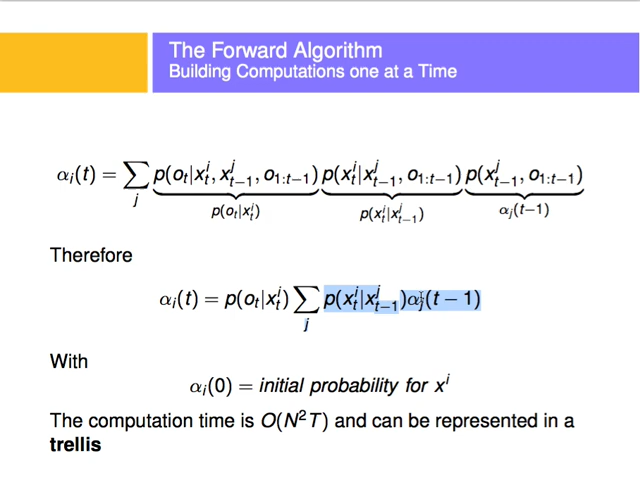 The Forward Algorithm
Building Computations one at a Time
αᵢ(t) = ∑ⱼ p(oₜ|xₜⁱ, xₜ₋₁ʲ, o₁:ₜ₋₁) p(xₜⁱ|xₜ₋₁ʲ, o₁:ₜ₋₁) p(xₜ₋₁ʲ, o₁:ₜ₋₁)
p(oₜ|xₜⁱ) p(xₜⁱ|xₜ₋₁ʲ) αⱼ(t−1)
Therefore
αᵢ(t) = p(oₜ|xₜⁱ) ∑ⱼ p(xₜⁱ|xₜ₋₁ʲ)αⱼ(t − 1)
With
αᵢ(0) = initial probability for xⁱ
The computation time is O(N²T) and can be represented in a
trellis